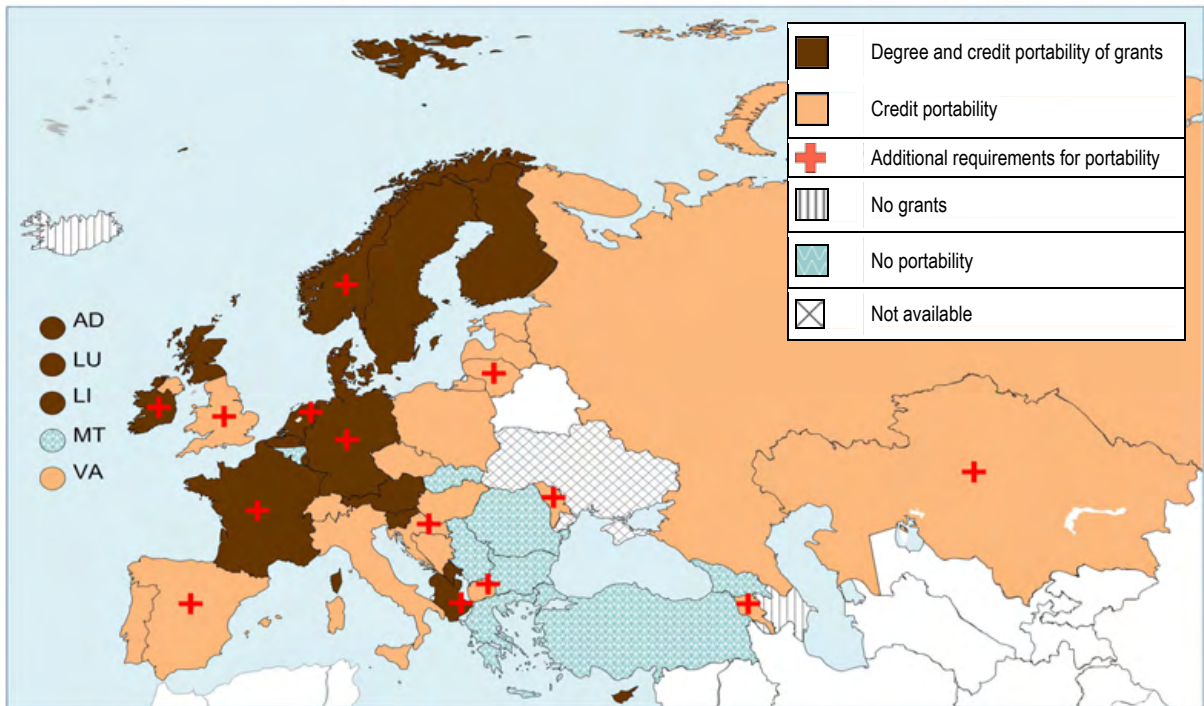 Degree and credit portability of grants
Credit portability
Additional requirements for portability
No grants
No portability
Not available
AD
LU
LI
MT
VA